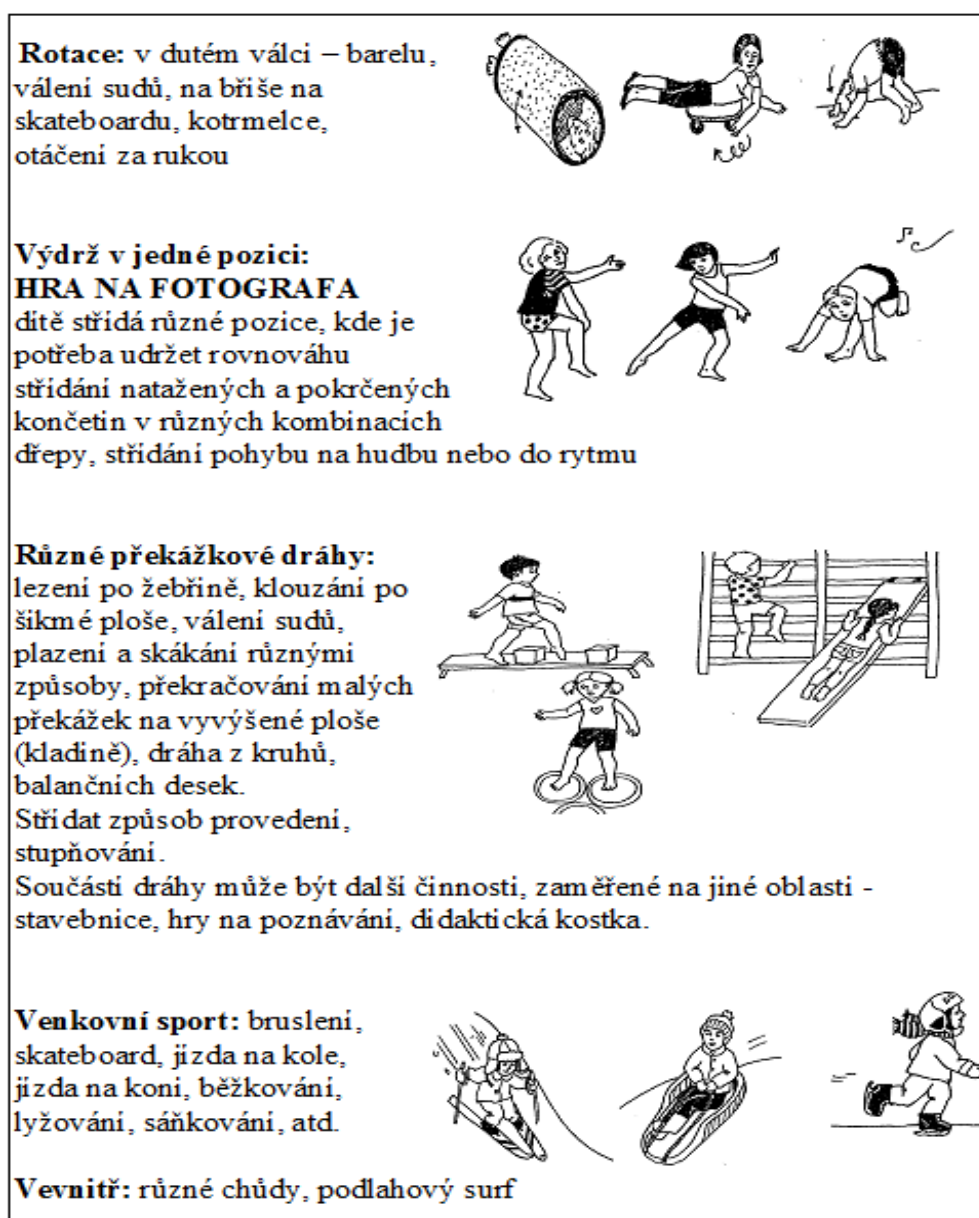 Rotace: v dutém válci – barelu,
válení sudů, na břiše na
skateboardu, kotrmelce,
otáčení za rukou
Výdrž v jedné pozici:
HRA NA FOTOGRAFA
dítě střídá různé pozice, kde je
potřeba udržet rovnováhu
střídání natažených a pokrčených
končetin v různých kombinacích
dřepy, střídání pohybu na hudbu nebo do rytmu
Různé překážkové dráhy:
lezení po žebřině, klouzání po
šikmé ploše, válení sudů,
plazení a skákání různými
způsoby, překračování malých
překážek na vyvýšené ploše
(kladině), dráha z kruhů,
balančních desek.
Střídat způsob provedení,
stupňování.
Součástí dráhy může být další činnosti, zaměřené na jiné oblasti -
stavebnice, hry na poznávání, didaktická kostka.
Venkovní sport: bruslení,
skateboard, jízda na kole,
jízda na koni, běžkování,
lyžování, sáňkování, atd.
Vevnitř: různé chůdy, podlahový surf